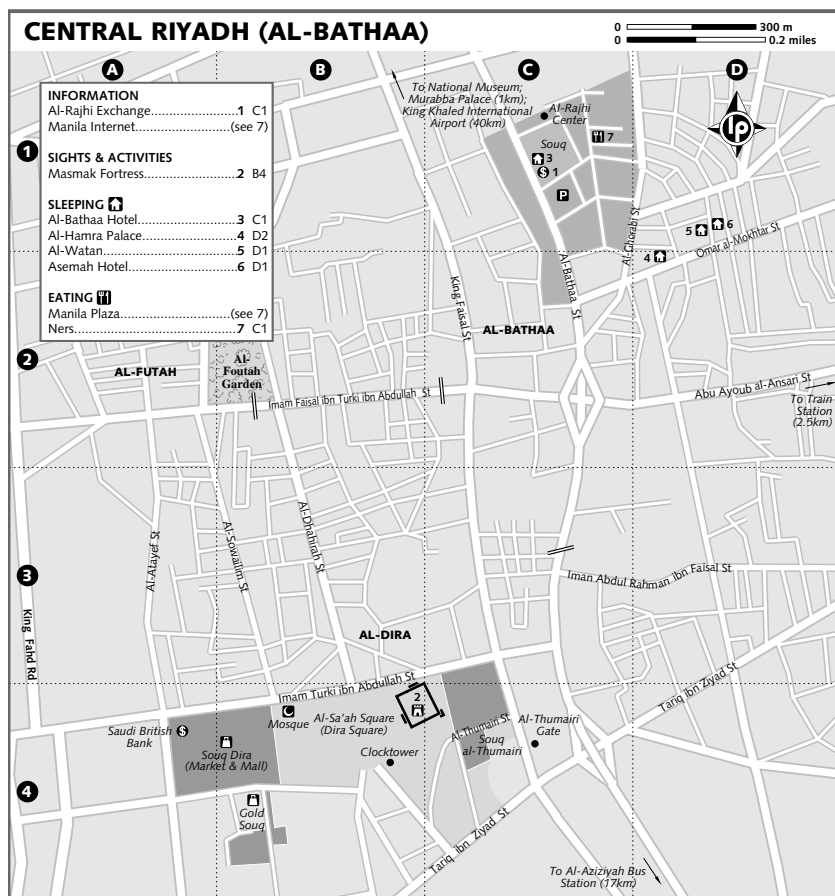 CENTRAL RIYADH (AL-BATHAA)
0 300 m
0 0.2 miles
A
B
C
D
INFORMATION
Al-Rajhi Exchange..........................1 C1
Manila Internet.......................(see 7)
SIGHTS & ACTIVITIES
Masmak Fortress..........................2 B4
SLEEPING
Al-Bathaa Hotel............................3 C1
Al-Hamra Palace..........................4 D2
Al-Watan......................................5 D1
Asemah Hotel..............................6 D1
EATING
Manila Plaza............................(see 7)
Ners.............................................7 C1
1
2
3
4
To National Museum;
Murabba Palace (1km);
King Khaled International
Airport (40km)
Al-Rajhi
Center
Souq
3
1
7
P
lp
5
6
4
Al-Ghorabi St
Omar al-Mokhtar St
Al-Bathaa St
King Faisal St
AL-BATHAA
AL-FUTAH
Al-
Foutah
Garden
Imam Faisal ibn Turki ibn Abdullah St
Abu Ayoub al-Ansari St
To Train
Station
(2.5km)
Al-Atayef St
Al-Sowailim St
Al-Dhahirah St
Iman Abdul Rahman ibn Faisal St
King Fahd Rd
AL-DIRA
Imam Turki ibn Abdullah St
Tariq ibn Ziyad St
2
Saudi British
Bank
Mosque
Souq Dira
(Market & Mall)
Al-Sa'ah Square
(Dira Square)
Clocktower
Al-Thumairi St
Souq
al-Thumairi
Al-Thumairi
Gate
Gold
Souq
Tariq ibn Ziyad St
To Al-Aziziyah Bus
Station (17km)